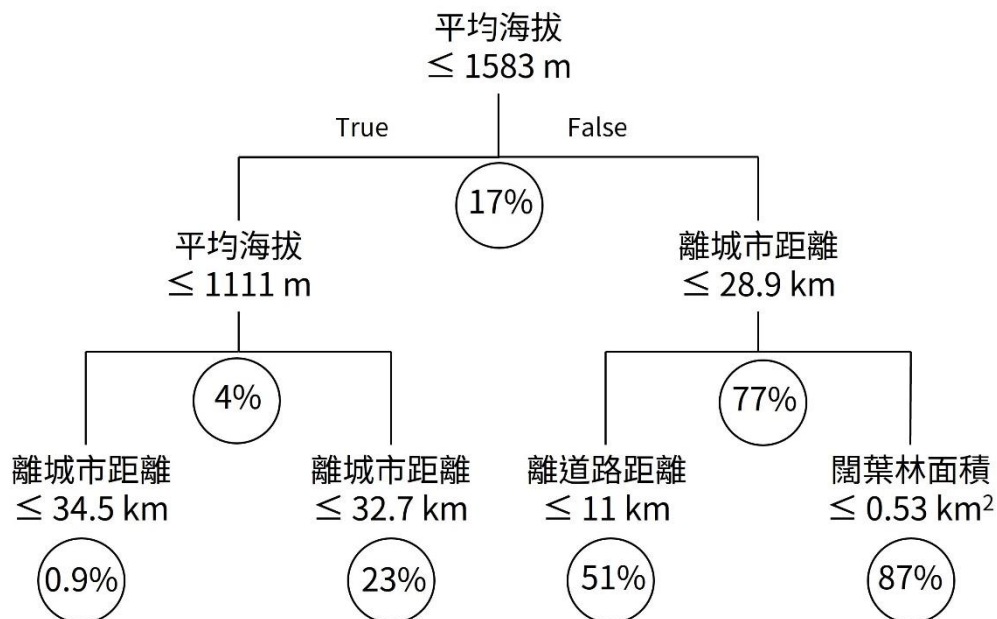 平均海拔
≤ 1583 m
True
False
17%
平均海拔
≤ 1111 m
離城市距離
≤ 28.9 km
4%
77%
離城市距離
≤ 34.5 km
離城市距離
≤ 32.7 km
離道路距離
≤ 11 km
闊葉林面積
≤ 0.53 km²
0.9%
23%
51%
87%